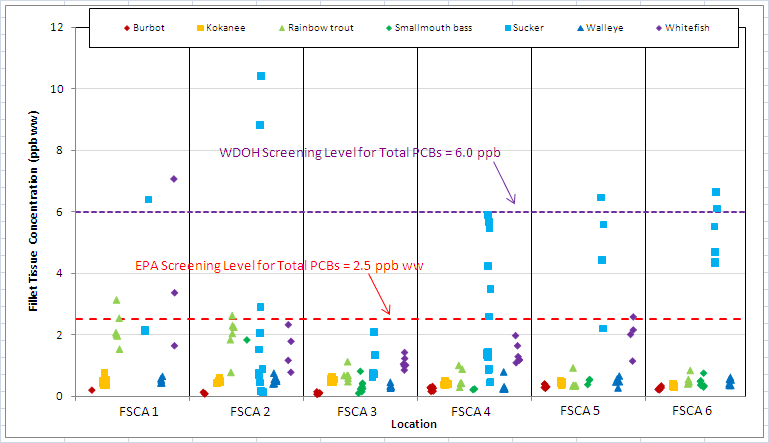 Burbot Kokanee Rainbow trout Smallmouth bass Sucker Walleye Whitefish
12
10
8
6
4
2
0
Fillet Tissue Concentration (ppb ww)
WDOH Screening Level for Total PCBs = 6.0 ppb
EPA Screening Level for Total PCBs = 2.5 ppb ww
FSCA 1 FSCA 2 FSCA 3 FSCA 4 FSCA 5 FSCA 6
Location